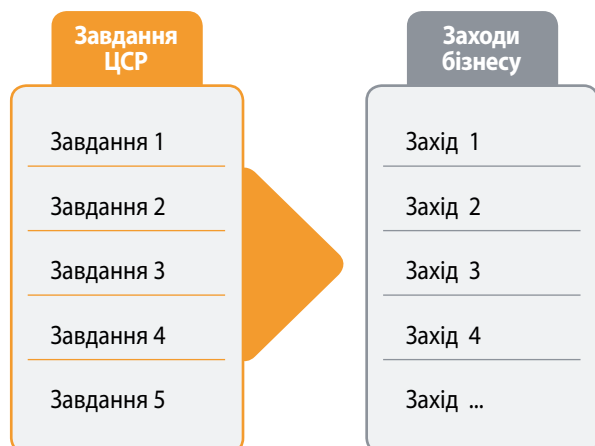 Завдання
ЦСР
Завдання 1
Завдання 2
Завдання 3
Завдання 4
Завдання 5
Заходи
бізнесу
Захід 1
Захід 2
Захід 3
Захід 4
Захід ...